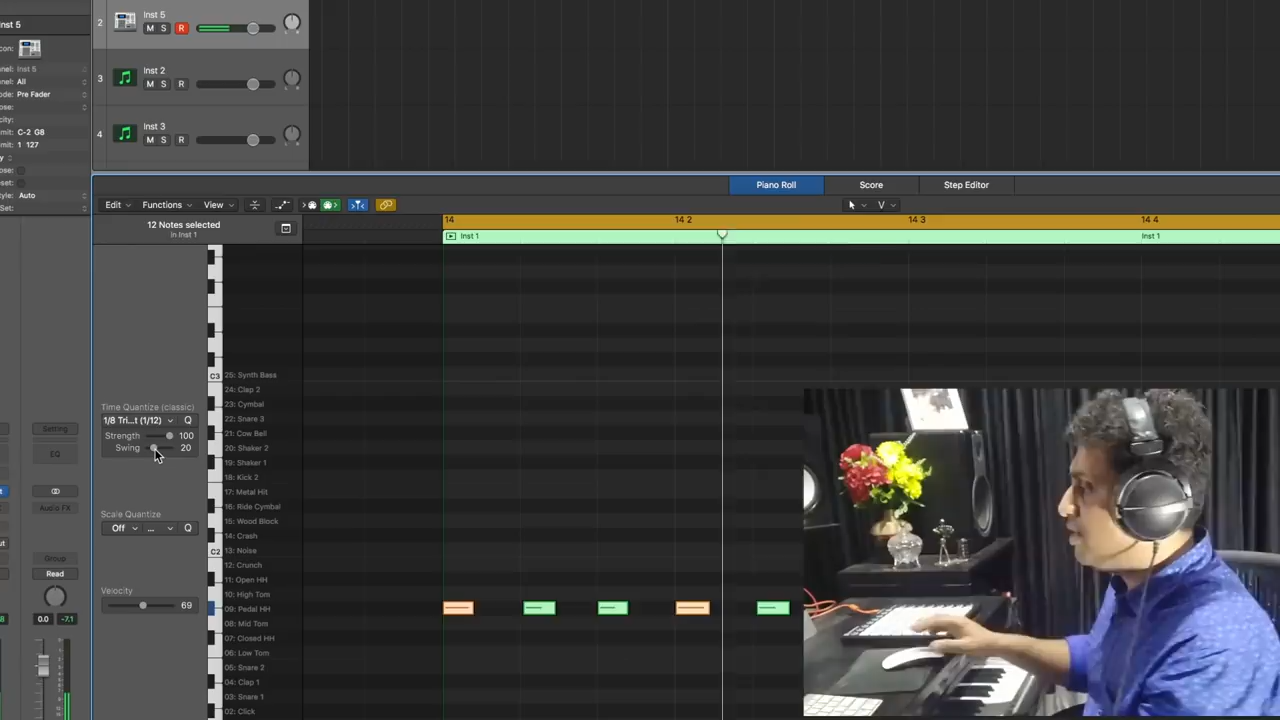 nst 5
con:
nel: Inst 5
nel: All
ode: Pre Fader
ose:
city:
mit: C-2 G8
mit: 1 127
y
ose:
ed:
tyle: Auto
Set:
2 Inst 5
M S R
3 Inst 2
M S R
4 Inst 3
M S R
Piano Roll Score Step Editor
Edit Functions View
12 Notes selected
in Inst 1
14 14 2 14 3 14 4
Inst 1 Inst 1
C3 25: Synth Bass
24: Clap 2
23: Cymbal
22: Snare 3
21: Cow Bell
20: Shaker 2
19: Shaker 1
18: Kick 2
17: Metal Hit
16: Ride Cymbal
15: Wood Block
14: Crash
C2 13: Noise
12: Crunch
11: Open HH
10: High Tom
09: Pedal HH
08: Mid Tom
07: Closed HH
06: Low Tom
05: Snare 2
04: Clap 1
03: Snare 1
02: Click
Time Quantize (classic)
1/8 Tri...t (1/12) Q
Strength 100
Swing 20
Scale Quantize
Off ... Q
Velocity
69
Setting
EQ
Audio FX
Group
Read
0.0 -7.1